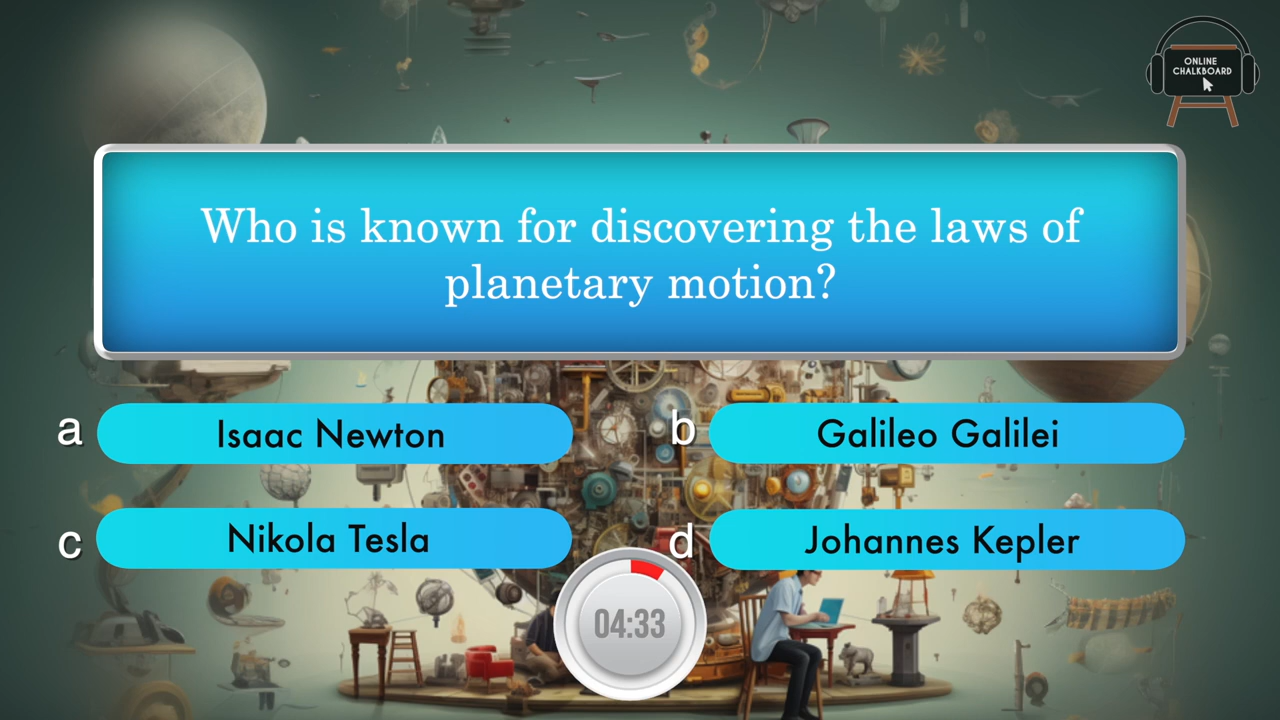 ONLINE
CHALKBOARD
Who is known for discovering the laws of
planetary motion?
a Isaac Newton
b Galileo Galilei
c Nikola Tesla
d Johannes Kepler
04:33